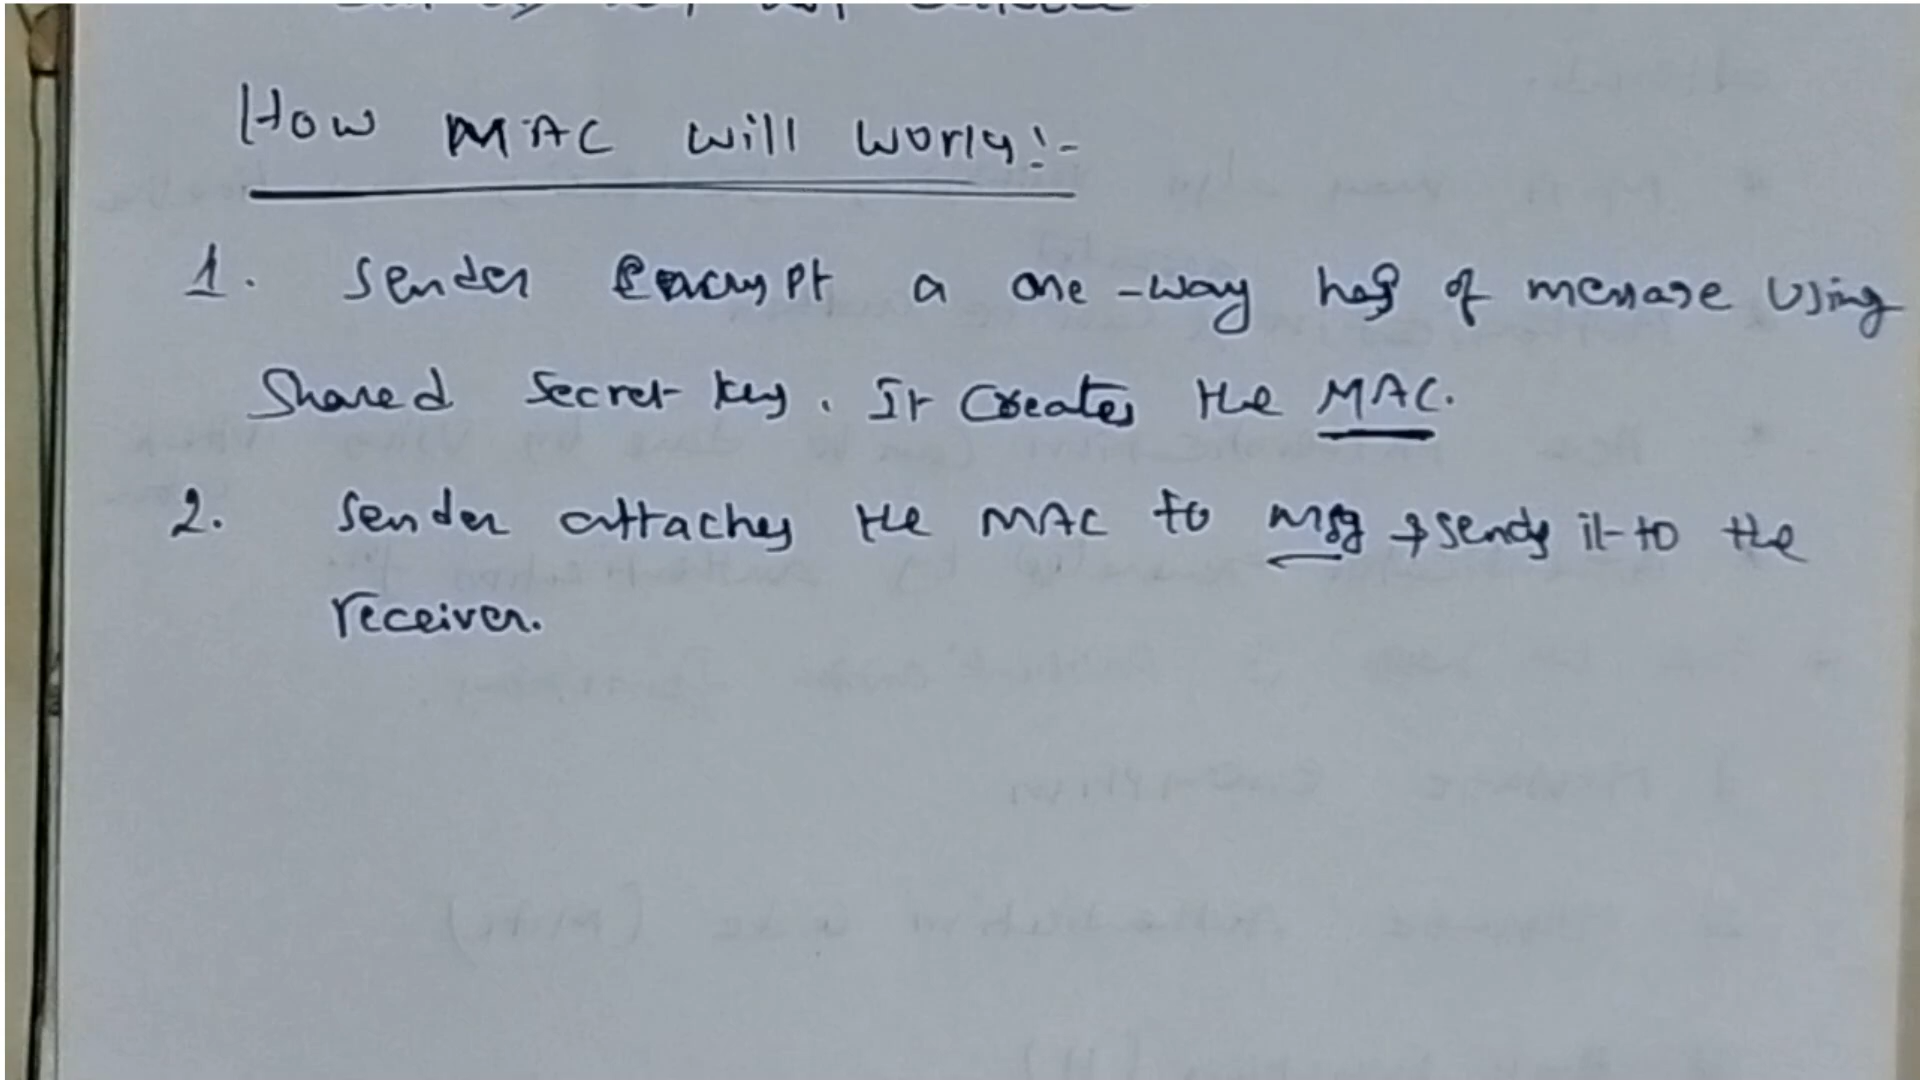 How MAC will work:-
1. Sender Encrypt a one-way hash of message using
Shared secret key. It creates the MAC.
2. Sender attaches the MAC to msg & sends it to the
receiver.